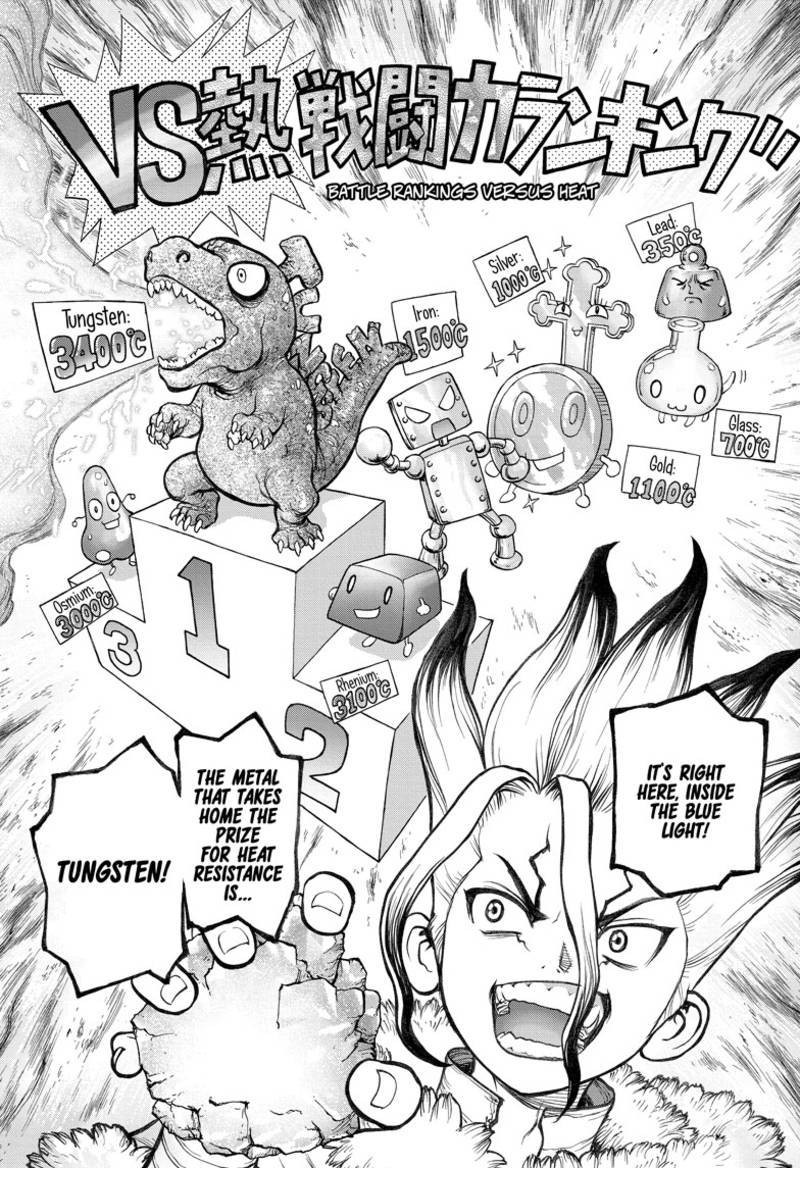 VS熱戦闘力ランキング
BATTLE RANKINGS VERSUS HEAT
Lead:
350℃
Silver:
1000℃
Tungsten:
3400℃
Iron:
1500℃
Glass:
700℃
Gold:
1100℃
Osmium:
3000℃
1
3
Rhenium:
3100℃
2
IT'S RIGHT
HERE, INSIDE
THE BLUE
LIGHT!
THE METAL
THAT TAKES
HOME THE
PRIZE
FOR HEAT
RESISTANCE
IS...
TUNGSTEN!